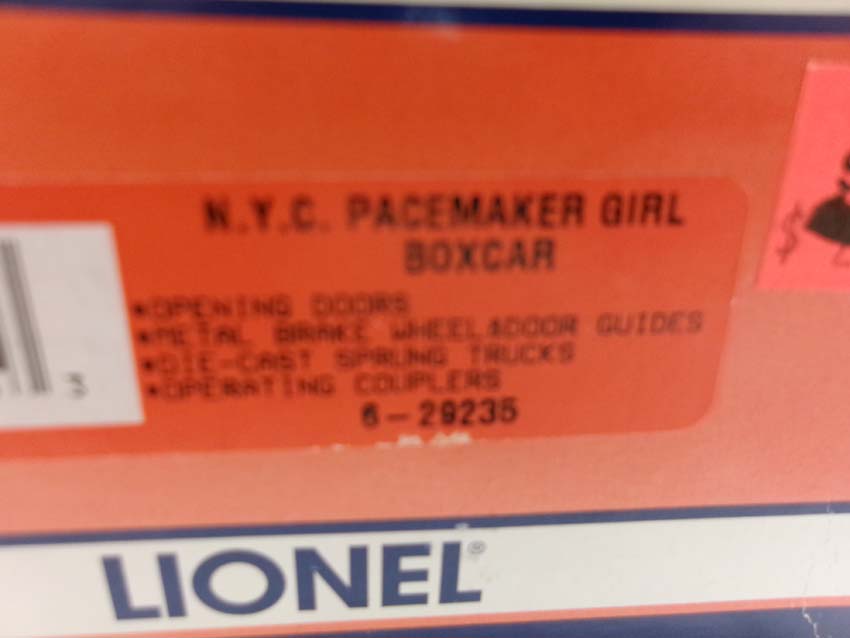 N.Y.C. PACEMAKER GIRL
BOXCAR
•OPENING DOORS
•METAL BRAKE WHEEL&DOOR GUIDES
•DIE-CAST SPRUNG TRUCKS
•OPERATING COUPLERS
6-29235
3
$
LIONEL®